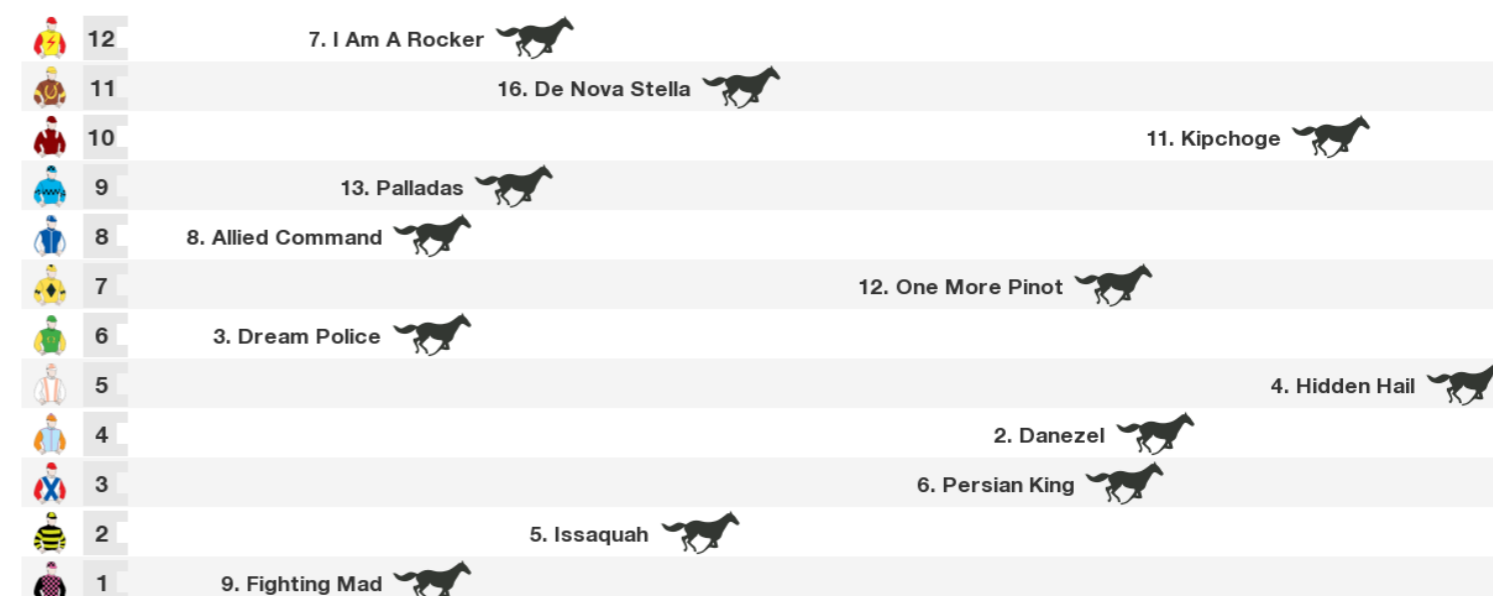 12 7. I Am A Rocker
11 16. De Nova Stella
10 11. Kipchoge
9 13. Palladas
8 8. Allied Command
7 12. One More Pinot
6 3. Dream Police
5 4. Hidden Hail
4 2. Danezel
3 6. Persian King
2 5. Issaquah
1 9. Fighting Mad